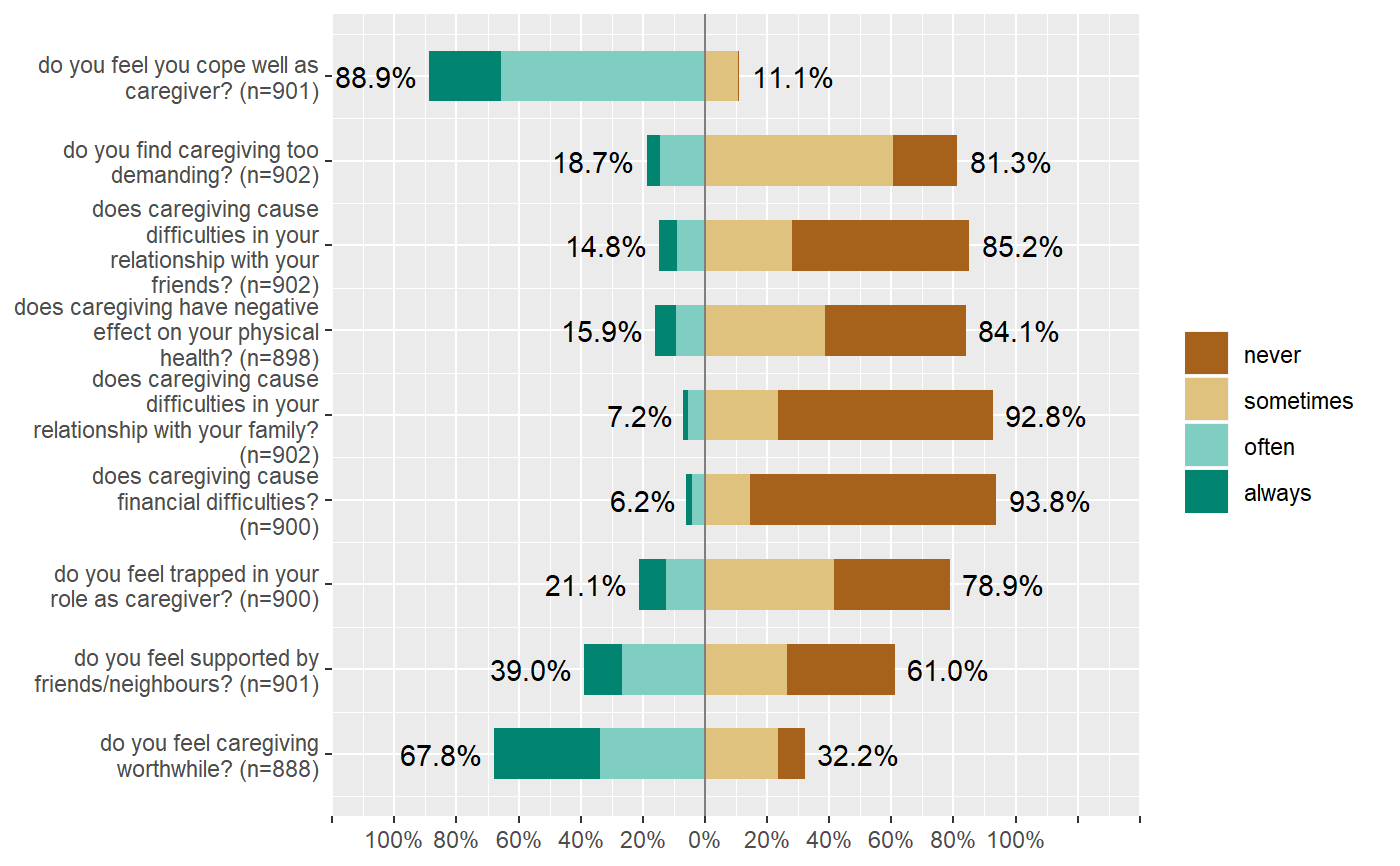 do you feel you cope well as
caregiver? (n=901)
88.9%
11.1%
do you find caregiving too
demanding? (n=902)
18.7%
81.3%
does caregiving cause
difficulties in your
relationship with your
friends? (n=902)
14.8%
85.2%
does caregiving have negative
effect on your physical
health? (n=898)
15.9%
84.1%
does caregiving cause
difficulties in your
relationship with your family?
(n=902)
7.2%
92.8%
does caregiving cause
financial difficulties?
(n=900)
6.2%
93.8%
do you feel trapped in your
role as caregiver? (n=900)
21.1%
78.9%
do you feel supported by
friends/neighbours? (n=901)
39.0%
61.0%
do you feel caregiving
worthwhile? (n=888)
67.8%
32.2%
100% 80% 60% 40% 20% 0% 20% 40% 60% 80% 100%
never
sometimes
often
always